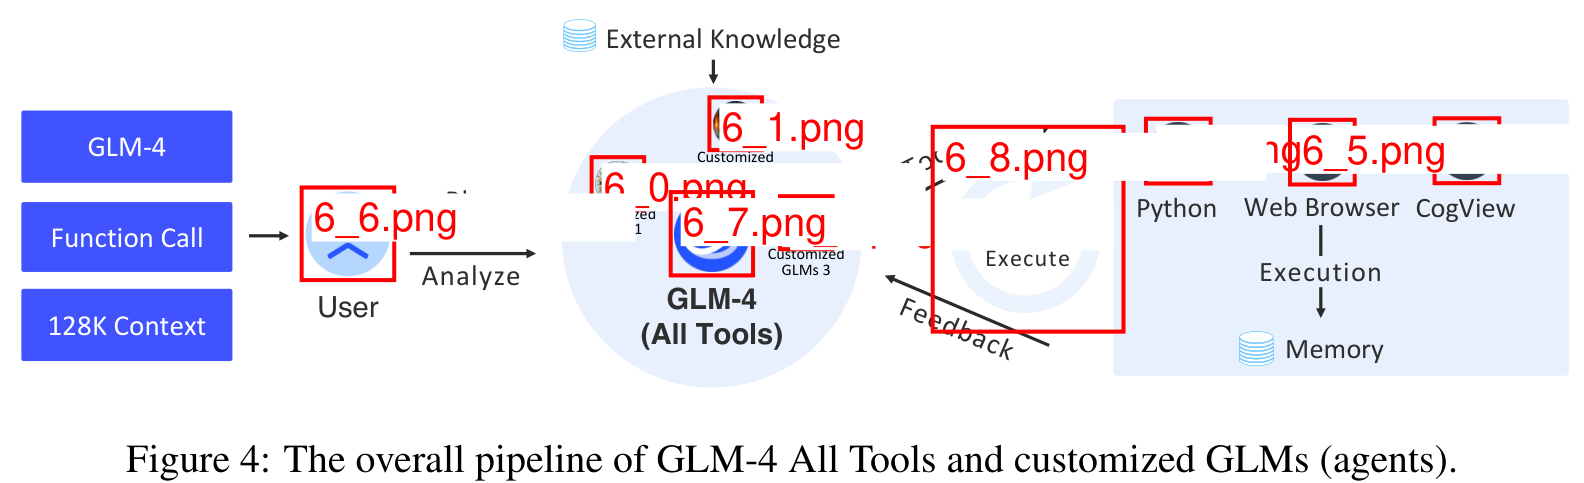 External Knowledge
GLM-4
Function Call
128K Context
6_6.png
User
Analyze
6_1.png
Customized
6_0.png
1
6_7.png
Customized
GLMs 3
GLM-4
(All Tools)
Feedback
6_8.png
Execute
6_5.png
Python
Web Browser
CogView
Execution
Memory
Figure 4: The overall pipeline of GLM-4 All Tools and customized GLMs (agents).